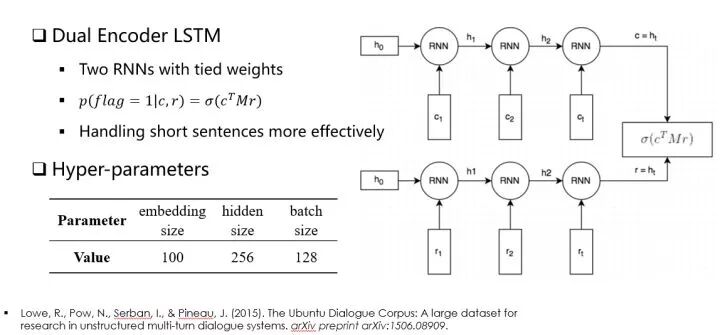 ❑ Dual Encoder LSTM
▪ Two RNNs with tied weights
▪ p(flag = 1|c, r) = σ(cᵀMr)
▪ Handling short sentences more effectively
❑ Hyper-parameters
Parameter embedding size hidden size batch size
Value 100 256 128
h₀ RNN h₁ RNN h₂ RNN c = hₜ
c₁ c₂ cₜ
σ(cᵀMr)
h₀ RNN h1 RNN h2 RNN r = hₜ
r₁ r₂ rₜ
▪ Lowe, R., Pow, N., Serban, I., & Pineau, J. (2015). The Ubuntu Dialogue Corpus: A large dataset for
research in unstructured multi-turn dialogue systems. arXiv preprint arXiv:1506.08909.